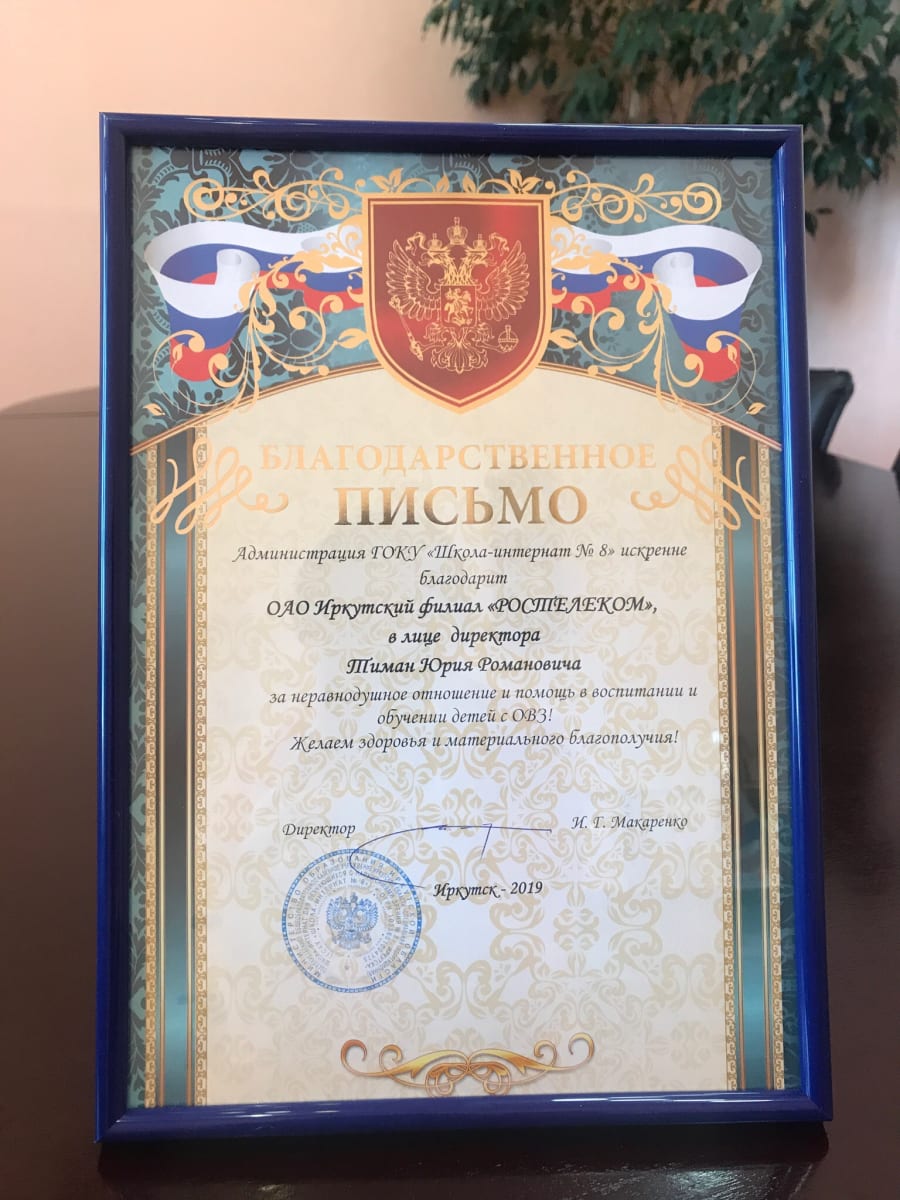 БЛАГОДАРСТВЕННОЕ
ПИСЬМО
Администрация ГОКУ «Школа-интернат № 8» искренне
благодарит
ОАО Иркутский филиал «РОСТЕЛЕКОМ»,
в лице директора
Тиман Юрия Романовича
за неравнодушное отношение и помощь в воспитании и
обучении детей с ОВЗ!
Желаем здоровья и материального благополучия!
Директор
И. Г. Макаренко
Иркутск - 2019